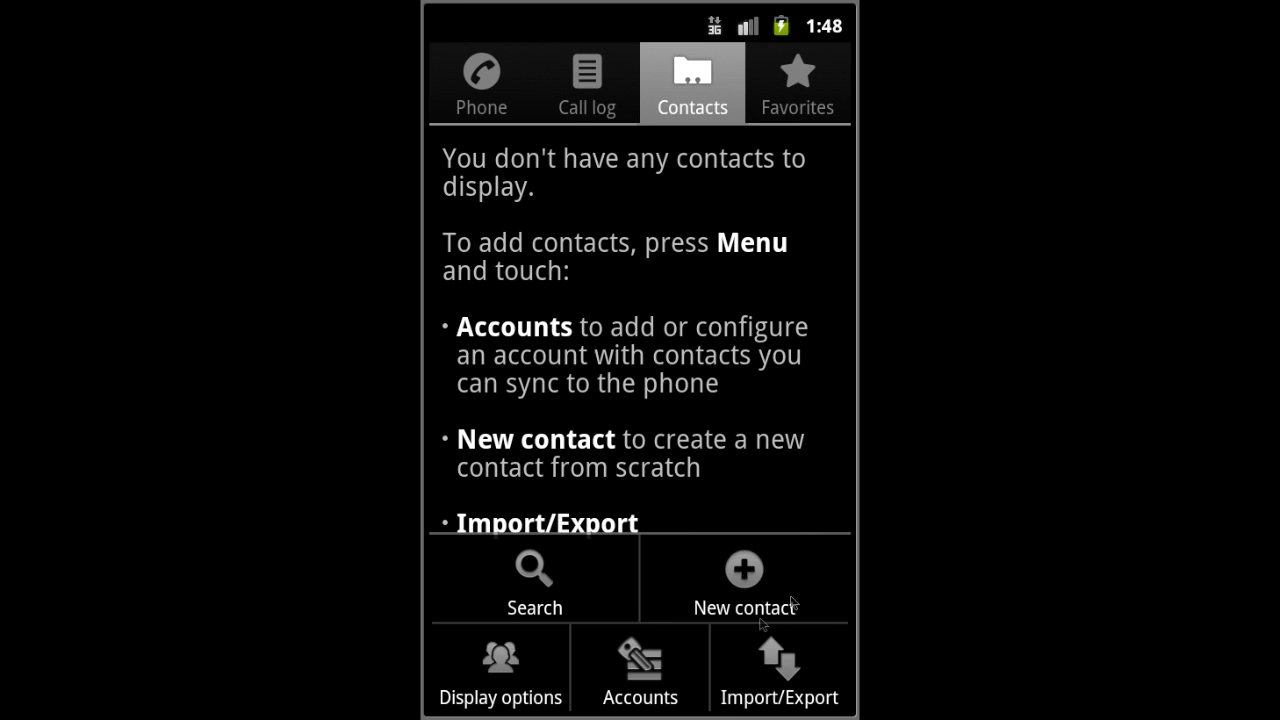 3G 1:48
Phone Call log Contacts Favorites
You don't have any contacts to
display.
To add contacts, press Menu
and touch:
• Accounts to add or configure
an account with contacts you
can sync to the phone
• New contact to create a new
contact from scratch
• Import/Export
Search New contact
Display options Accounts Import/Export